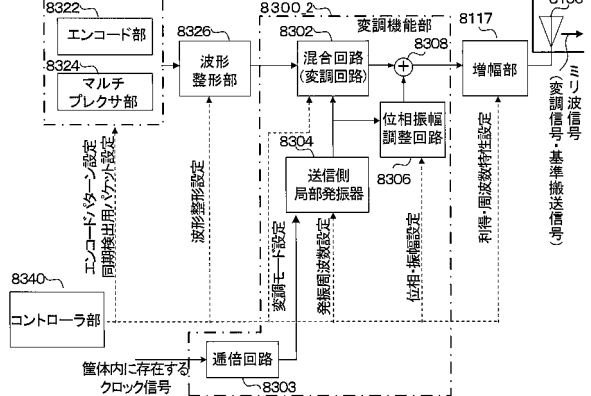 8322
エンコード部
8324
マルチ
プレクサ部
8326
波形
整形部
8300_2
変調機能部
8302
混合回路
(変調回路)
8308
8304
送信側
局部発振器
位相振幅
調整回路
8306
8117
増幅部
ミリ波信号
(変調信号・基準搬送信号)
エンコードパターン設定
同期検出用パケット設定
波形整形設定
変調モード設定
発振周波数設定
位相・振幅設定
利得・周波数特性設定
8340
コントローラ部
筐体内に存在する
クロック信号
逓倍回路
8303